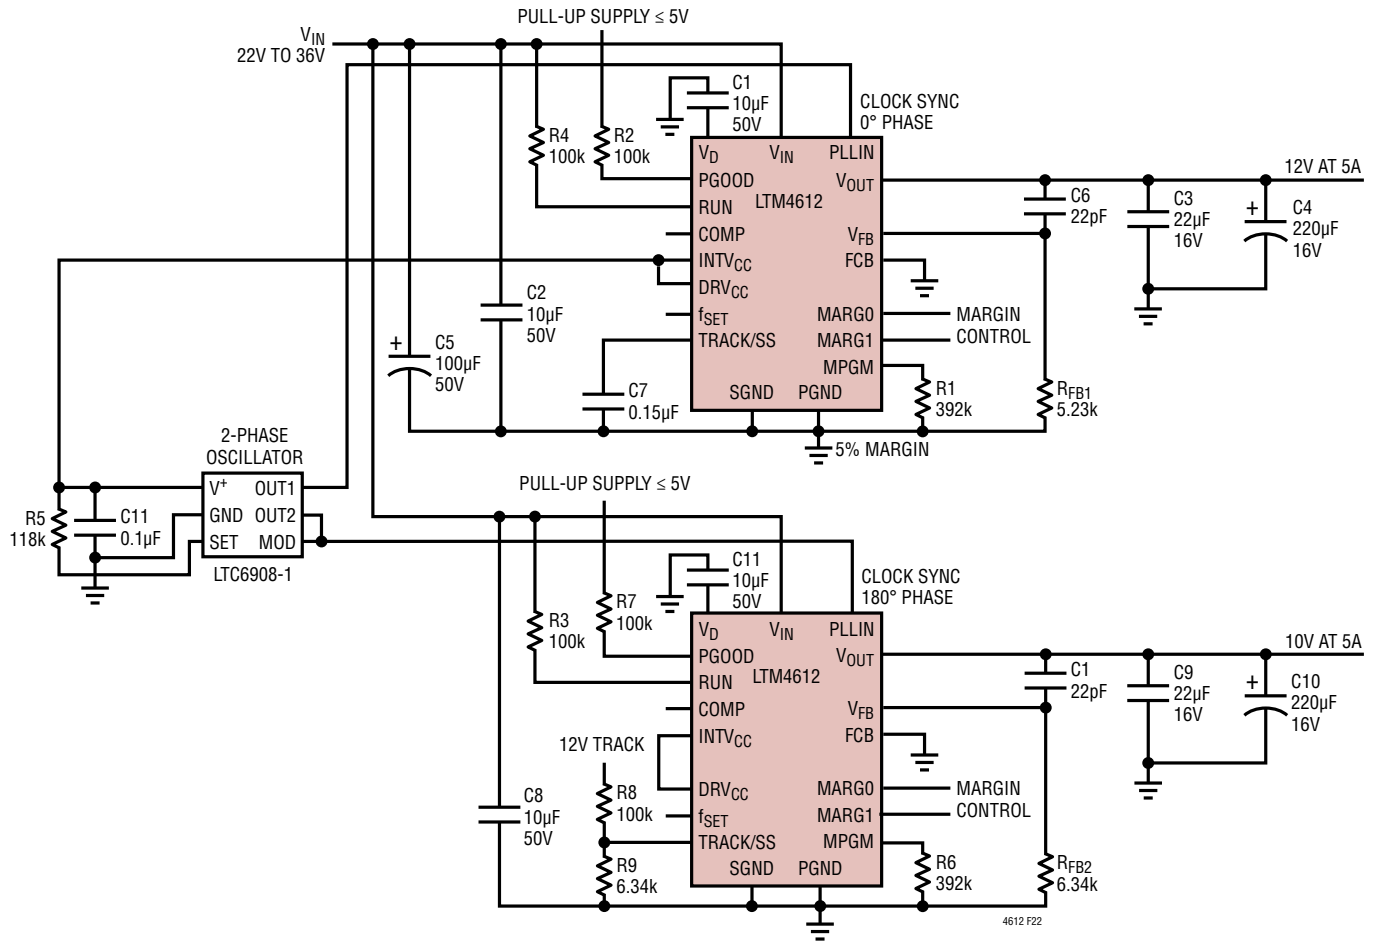 PULL-UP SUPPLY ≤ 5V
VIN
22V TO 36V
C1
10µF
50V
CLOCK SYNC
0° PHASE
R4
100k
R2
100k
VD
VIN
PLLIN
PGOOD
VOUT
12V AT 5A
LTM4612
RUN
C6
22pF
C3
22µF
16V
+
C4
220µF
16V
COMP
VFB
INTVCC
FCB
DRVCC
C2
10µF
50V
fSET
MARG0
MARGIN
CONTROL
TRACK/SS
MARG1
+
C5
100µF
50V
MPGM
C7
0.15µF
SGND
PGND
R1
392k
RFB1
5.23k
5% MARGIN
2-PHASE
OSCILLATOR
V+
OUT1
GND
OUT2
SET
MOD
LTC6908-1
R5
118k
C11
0.1µF
PULL-UP SUPPLY ≤ 5V
C11
10µF
50V
CLOCK SYNC
180° PHASE
R3
100k
R7
100k
VD
VIN
PLLIN
PGOOD
VOUT
10V AT 5A
LTM4612
RUN
C1
22pF
C9
22µF
16V
+
C10
220µF
16V
COMP
VFB
INTVCC
FCB
12V TRACK
DRVCC
MARG0
MARGIN
CONTROL
C8
10µF
50V
R8
100k
fSET
MARG1
TRACK/SS
MPGM
R9
6.34k
SGND
PGND
R6
392k
RFB2
6.34k
4612 F22